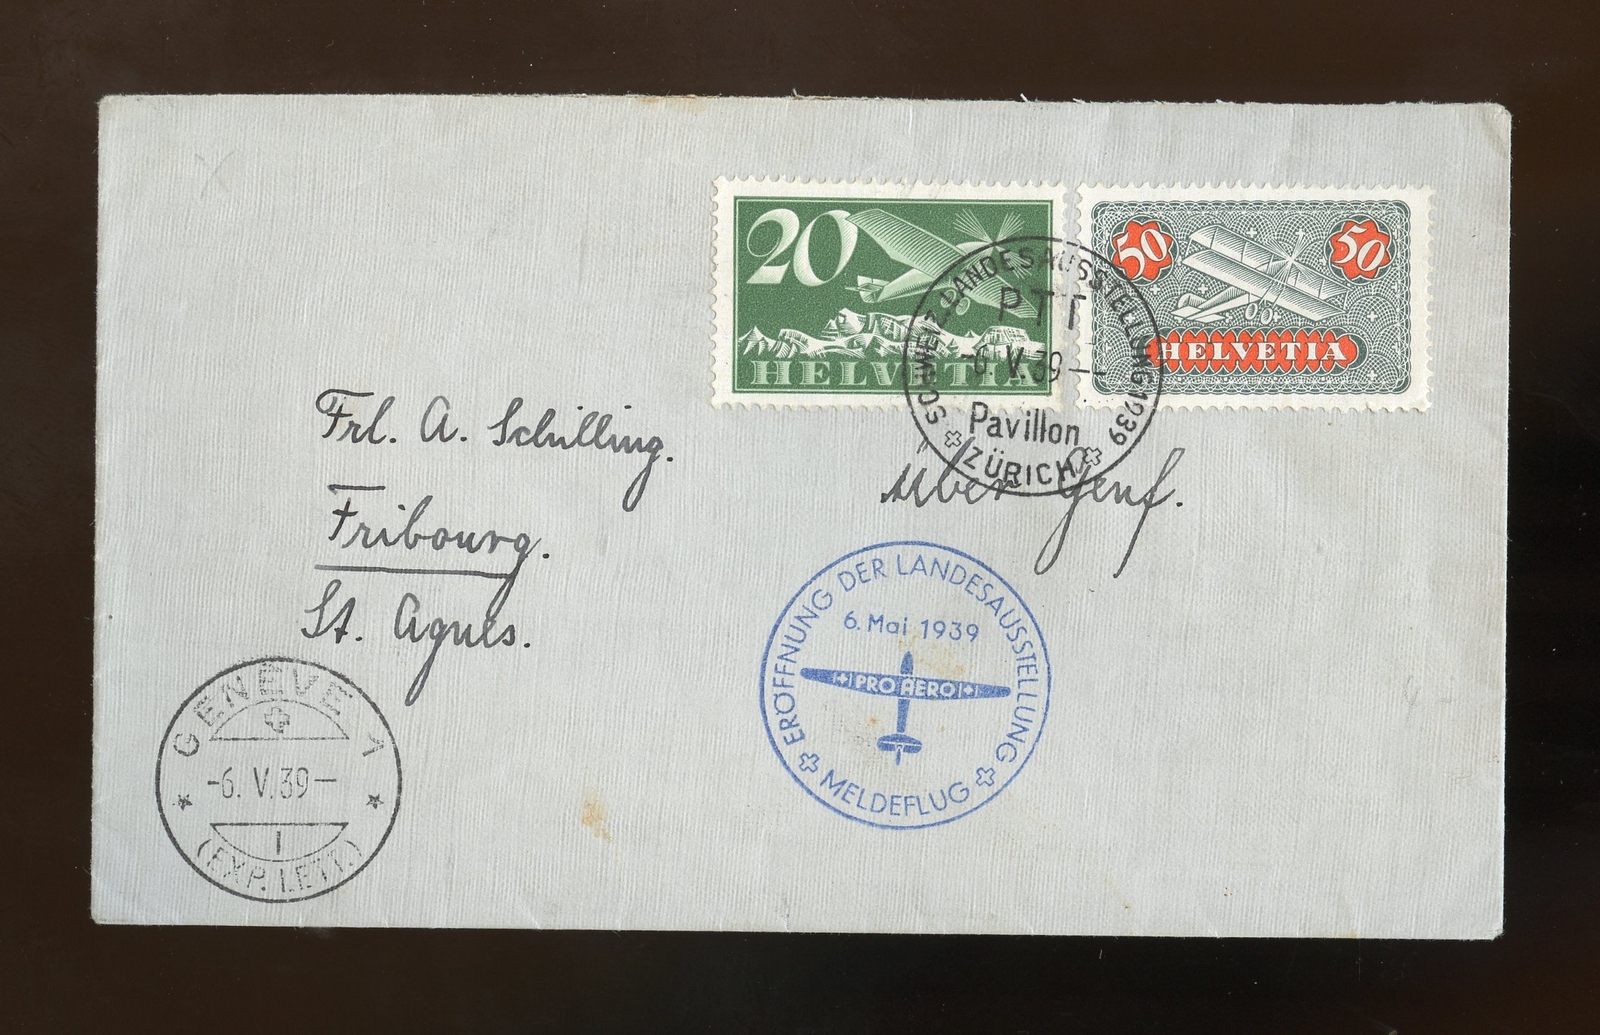 20
HELVETIA
50 50
HELVETIA
SCHWEIZ. LANDESAUSSTELLUNG 1939
PTT
-6. V. 39 -
Pavillon
ZÜRICH
Frl. A. Schilling.
Fribourg.
St. Agnes.
über Genf.
ERÖFFNUNG DER LANDESAUSSTELLUNG
6. Mai 1939
PRO AERO
MELDEFLUG
GENÈVE 1
-6. V. 39 -
1
(EXP. LETT.)